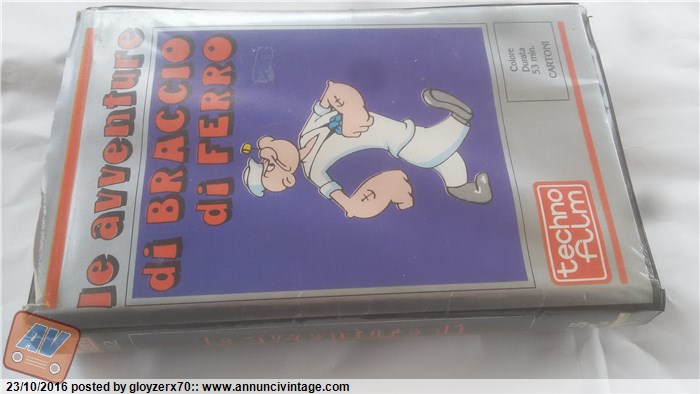 le avventure
di BRACCIO
di FERRO
Colore
Durata
53 min.
CARTONI
techno
film
AV
23/10/2016 posted by gloyzerx70:: www.annuncivintage.com